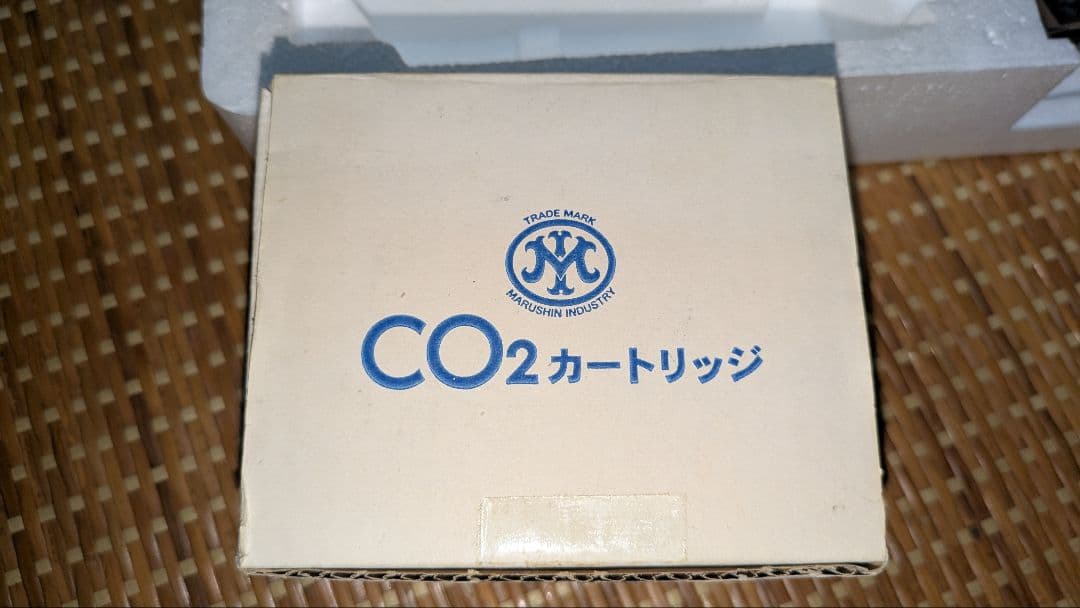 TRADE MARK
M
MARUSHIN INDUSTRY
CO2カートリッジ